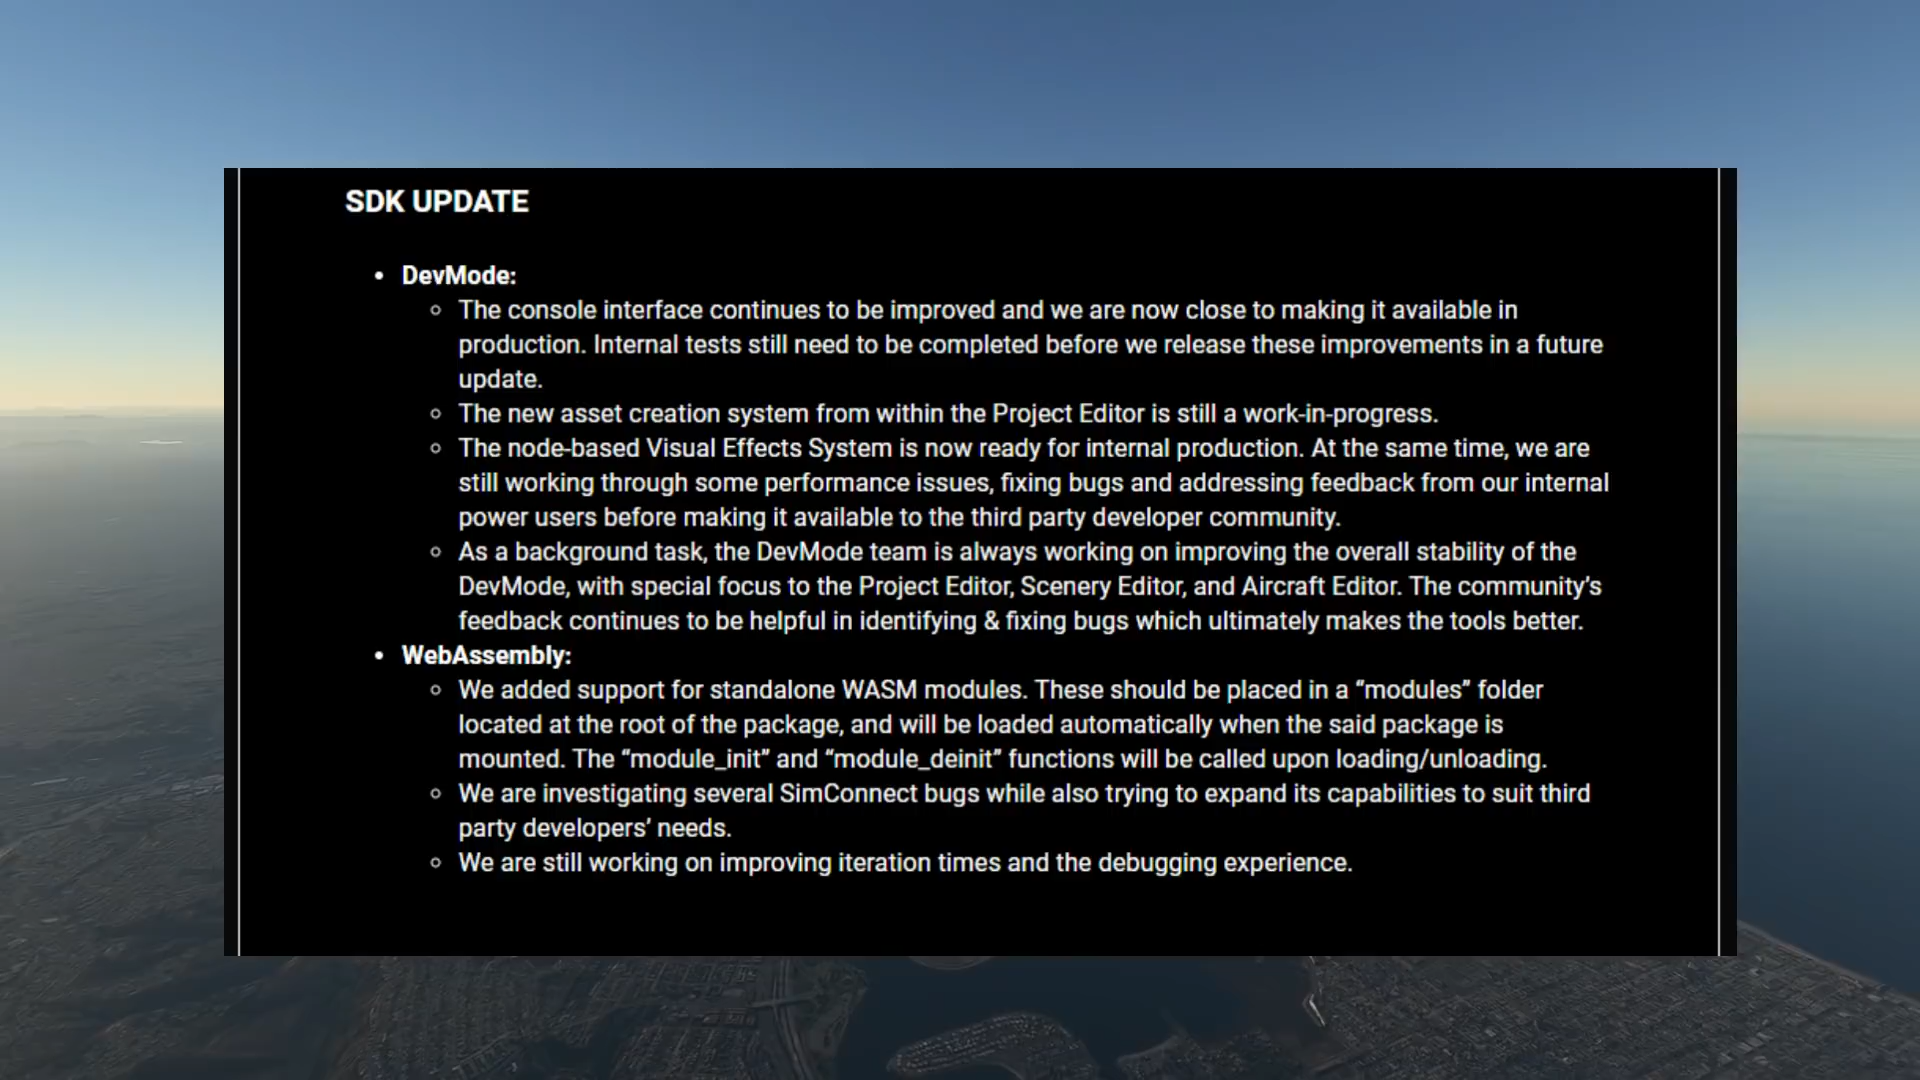 SDK UPDATE
• DevMode:
○ The console interface continues to be improved and we are now close to making it available in
production. Internal tests still need to be completed before we release these improvements in a future
update.
○ The new asset creation system from within the Project Editor is still a work-in-progress.
○ The node-based Visual Effects System is now ready for internal production. At the same time, we are
still working through some performance issues, fixing bugs and addressing feedback from our internal
power users before making it available to the third party developer community.
○ As a background task, the DevMode team is always working on improving the overall stability of the
DevMode, with special focus to the Project Editor, Scenery Editor, and Aircraft Editor. The community’s
feedback continues to be helpful in identifying & fixing bugs which ultimately makes the tools better.
• WebAssembly:
○ We added support for standalone WASM modules. These should be placed in a “modules” folder
located at the root of the package, and will be loaded automatically when the said package is
mounted. The “module_init” and “module_deinit” functions will be called upon loading/unloading.
○ We are investigating several SimConnect bugs while also trying to expand its capabilities to suit third
party developers’ needs.
○ We are still working on improving iteration times and the debugging experience.